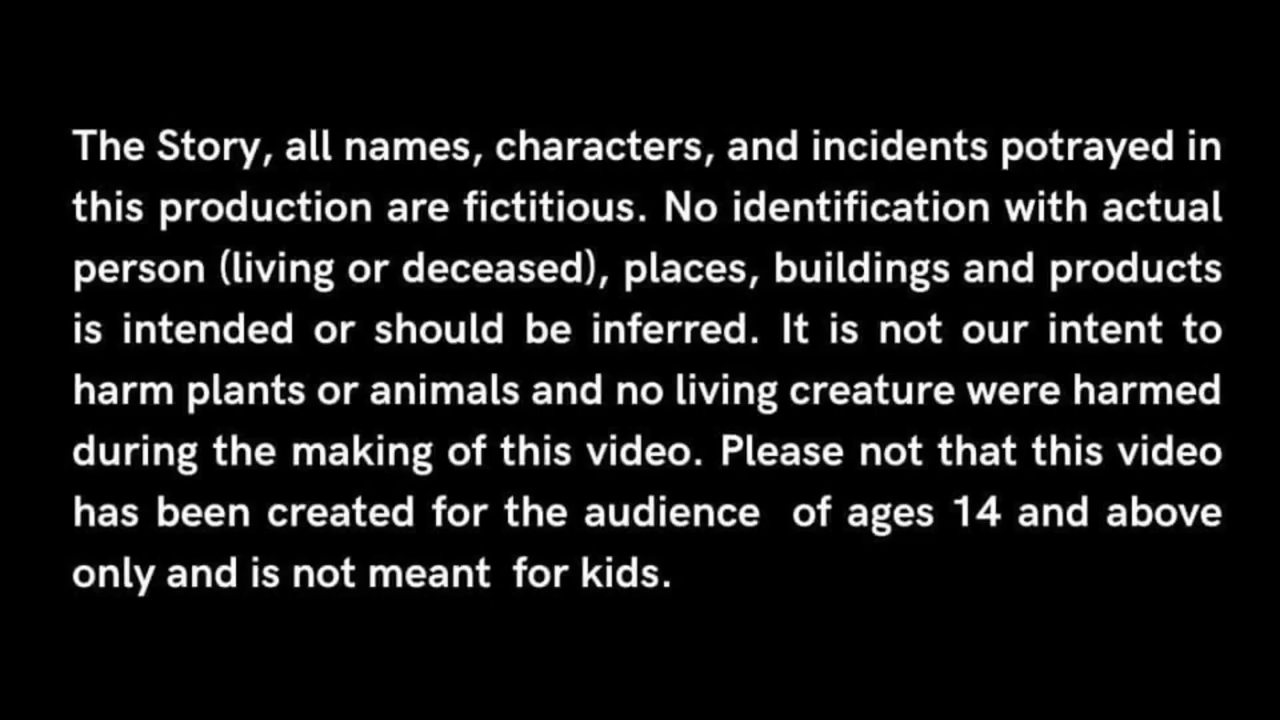 The Story, all names, characters, and incidents potrayed in
this production are fictitious. No identification with actual
person (living or deceased), places, buildings and products
is intended or should be inferred. It is not our intent to
harm plants or animals and no living creature were harmed
during the making of this video. Please not that this video
has been created for the audience  of ages 14 and above
only and is not meant  for kids.